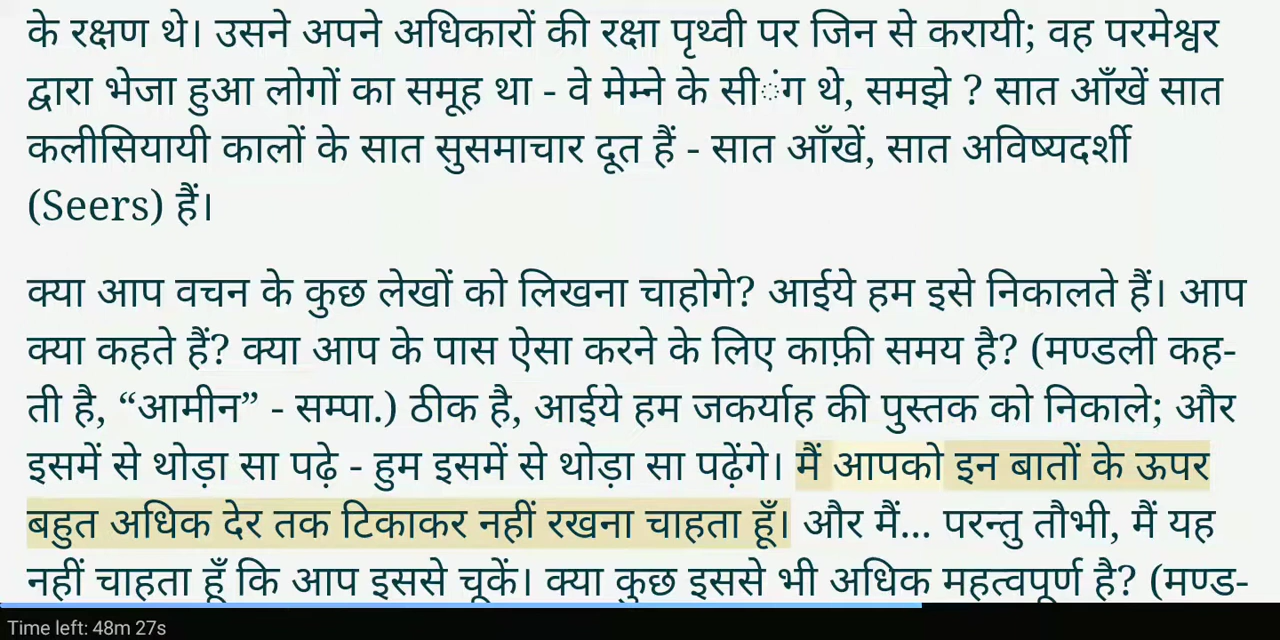 के रक्षण थे। उसने अपने अधिकारों की रक्षा पृथ्वी पर जिन से करायी; वह परमेश्वर
द्वारा भेजा हुआ लोगों का समूह था - वे मेम्ने के सींग थे, समझे ? सात आँखें सात
कलीसियायी कालों के सात सुसमाचार दूत हैं - सात आँखें, सात अविष्यदर्शी
(Seers) हैं।
क्या आप वचन के कुछ लेखों को लिखना चाहोगे? आईये हम इसे निकालते हैं। आप
क्या कहते हैं? क्या आप के पास ऐसा करने के लिए काफ़ी समय है? (मण्डली कह-
ती है, “आमीन” - सम्पा.) ठीक है, आईये हम जकर्याह की पुस्तक को निकाले; और
इसमें से थोड़ा सा पढ़े - हुम इसमें से थोड़ा सा पढ़ेंगे। मैं आपको इन बातों के ऊपर
बहुत अधिक देर तक टिकाकर नहीं रखना चाहता हूँ। और मैं... परन्तु तौभी, मैं यह
नहीं चाहता हूँ कि आप इससे चूकें। क्या कुछ इससे भी अधिक महत्वपूर्ण है? (मण्ड-
Time left: 48m 27s